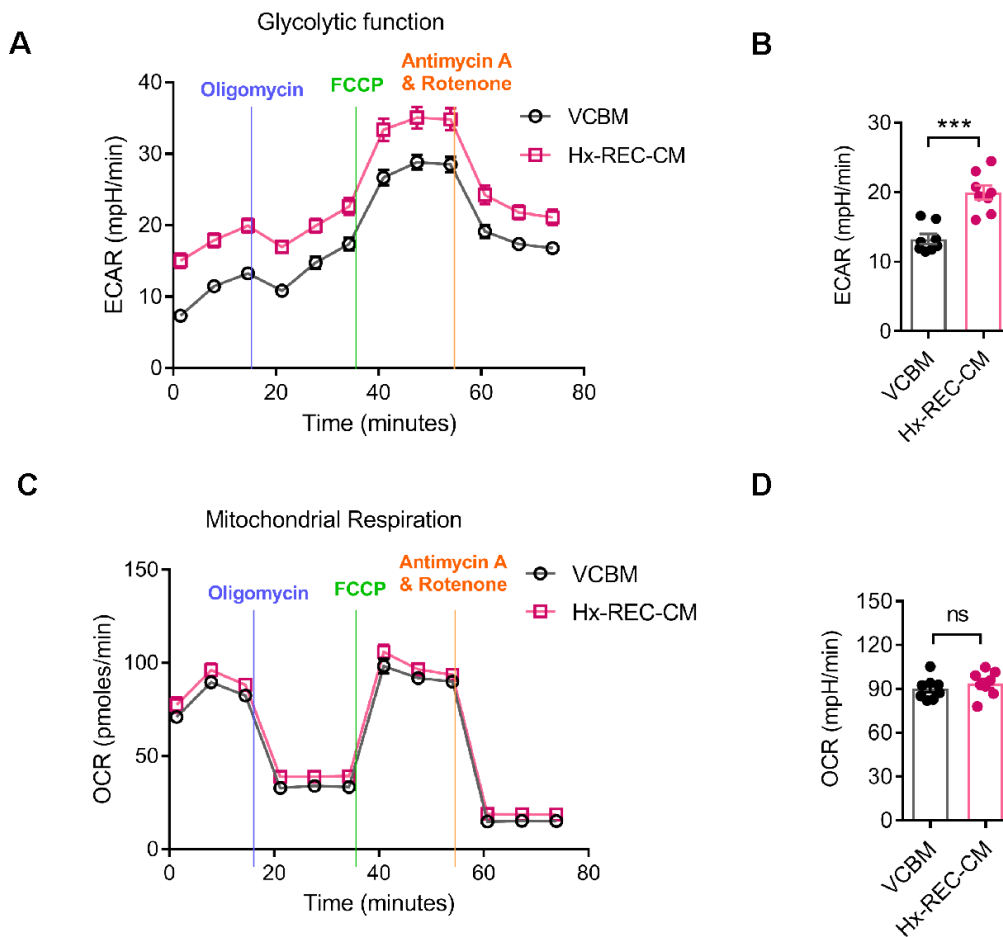 A
Glycolytic function
Oligomycin
FCCP
Antimycin A
& Rotenone
VCBM
Hx-REC-CM
ECAR (mpH/min)
40
30
20
10
0
0 20 40 60 80
Time (minutes)
B
***
ECAR (mpH/min)
30
20
10
0
VCBM
Hx-REC-CM
C
Mitochondrial Respiration
Oligomycin
FCCP
Antimycin A
& Rotenone
VCBM
Hx-REC-CM
OCR (pmoles/min)
150
100
50
0
0 20 40 60 80
Time (minutes)
D
ns
OCR (mpH/min)
150
120
90
60
30
0
VCBM
Hx-REC-CM